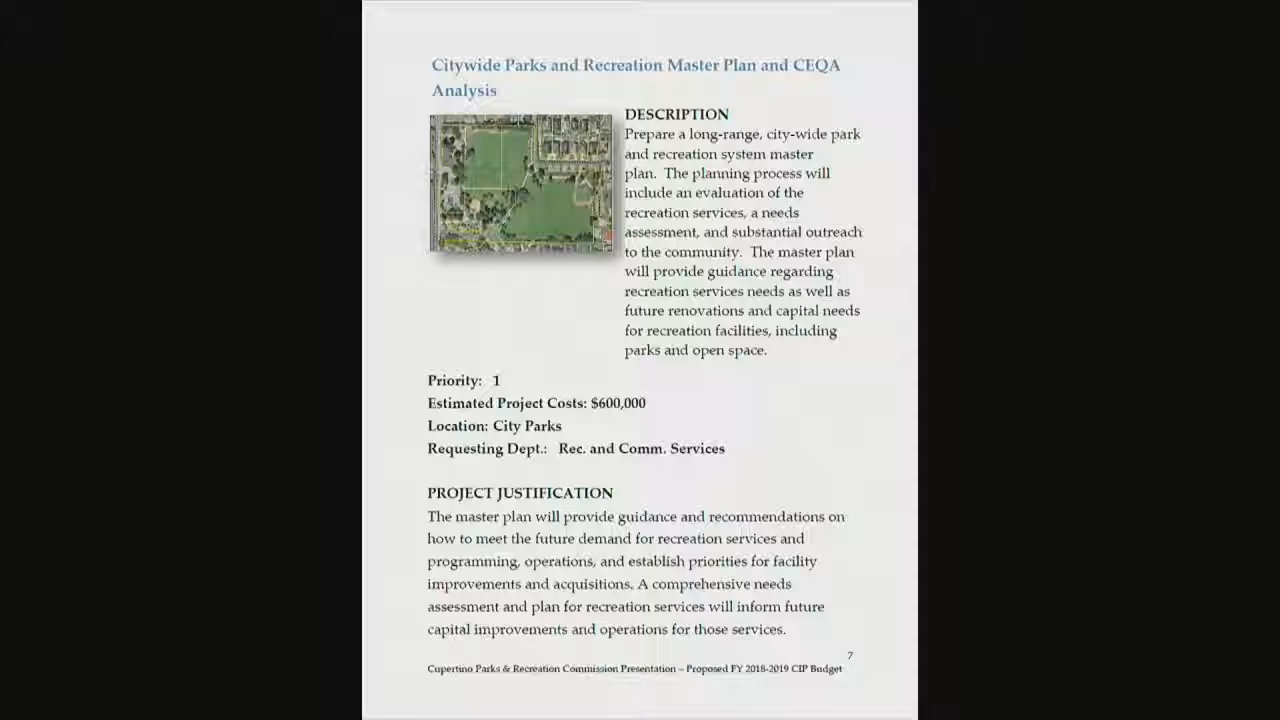 Citywide Parks and Recreation Master Plan and CEQA
Analysis
DESCRIPTION
Prepare a long-range, city-wide park
and recreation system master
plan.  The planning process will
include an evaluation of the
recreation services, a needs
assessment, and substantial outreach
to the community.  The master plan
will provide guidance regarding
recreation services needs as well as
future renovations and capital needs
for recreation facilities, including
parks and open space.
Priority:   1
Estimated Project Costs: $600,000
Location: City Parks
Requesting Dept.:   Rec. and Comm. Services
PROJECT JUSTIFICATION
The master plan will provide guidance and recommendations on
how to meet the future demand for recreation services and
programming, operations, and establish priorities for facility
improvements and acquisitions. A comprehensive needs
assessment and plan for recreation services will inform future
capital improvements and operations for those services.
7
Cupertino Parks & Recreation Commission Presentation – Proposed FY 2018-2019 CIP Budget